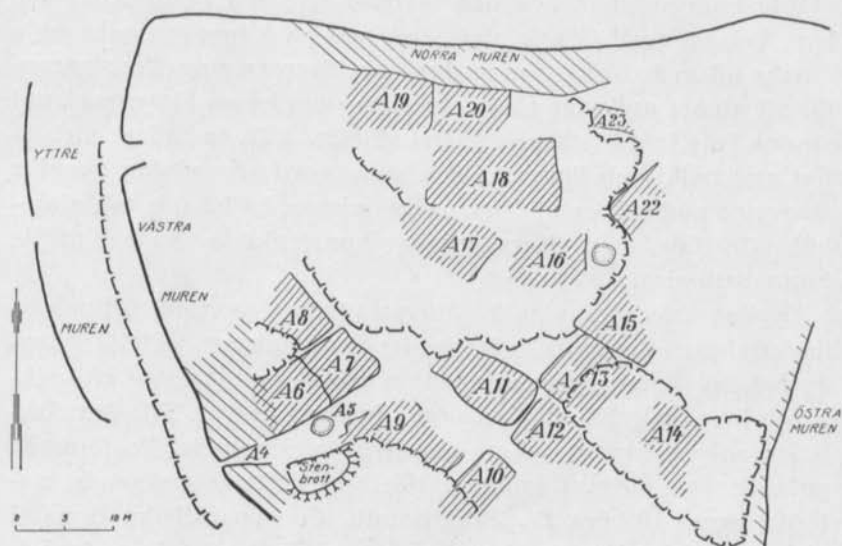 NORRA MUREN
A19
A20
A23
YTTRE
A18
VÄSTRA
A22
A17
A16
MUREN
MUREN
A8
A15
A7
A11
A13
A6
A5
A9
A12
A14
ÖSTRA
MUREN
A4
Sten-
brott
A10
0 5 10 M